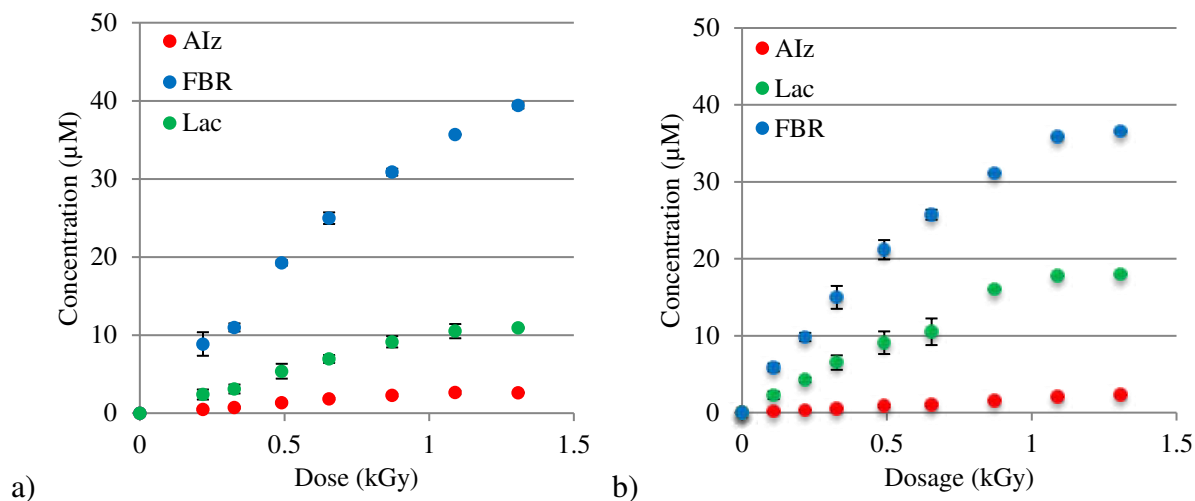 50
40
30
20
10
0
Concentration (µM)
AIz
FBR
Lac
0
0.5
1
1.5
Dose (kGy)
a)
50
40
30
20
10
0
Concentration (µM)
AIz
Lac
FBR
0
0.5
1
1.5
Dosage (kGy)
b)